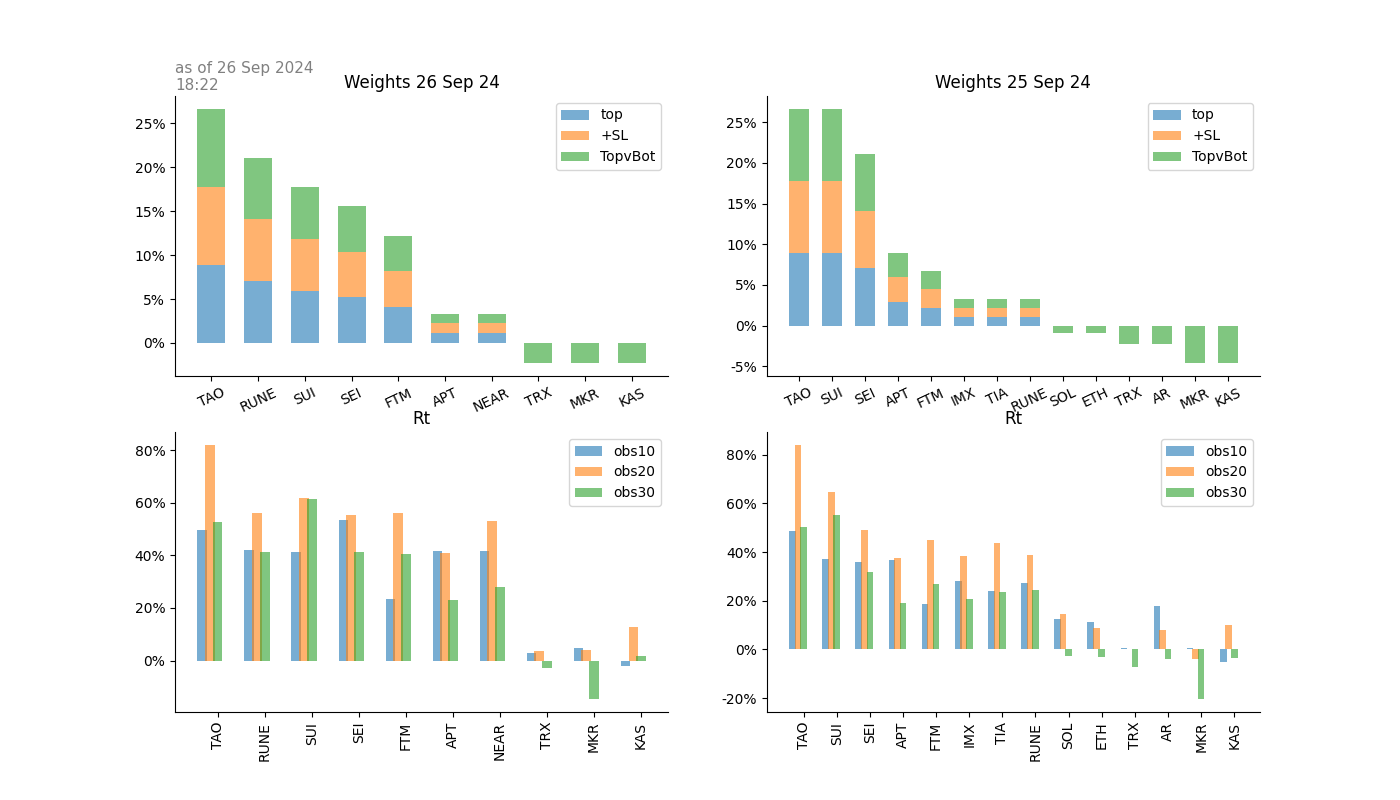 as of 26 Sep 2024
18:22
Weights 26 Sep 24
25%
20%
15%
10%
5%
0%
top
+SL
TopvBot
TAO RUNE SUI SEI FTM APT NEAR TRX MKR KAS
Weights 25 Sep 24
25%
20%
15%
10%
5%
0%
-5%
top
+SL
TopvBot
TAO SUI SEI APT FTM IMX TIA RUNE SOL ETH TRX AR MKR KAS
Rt
80%
60%
40%
20%
0%
obs10
obs20
obs30
TAO RUNE SUI SEI FTM APT NEAR TRX MKR KAS
Rt
80%
60%
40%
20%
0%
-20%
obs10
obs20
obs30
TAO SUI SEI APT FTM IMX TIA RUNE SOL ETH TRX AR MKR KAS